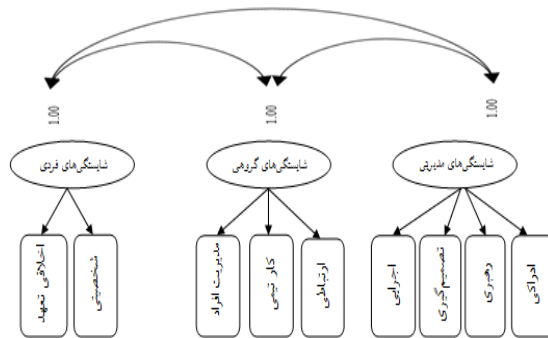 1.00
1.00
1.00
شایستگی‌های مدیریتی
شایستگی‌های گروهی
شایستگی‌های فردی
ادراکی
رهبری
تصمیم‌گیری
اجرایی
ارتباطی
کار تیمی
مدیریت افراد
شخصیتی
اخلاقی تعهد